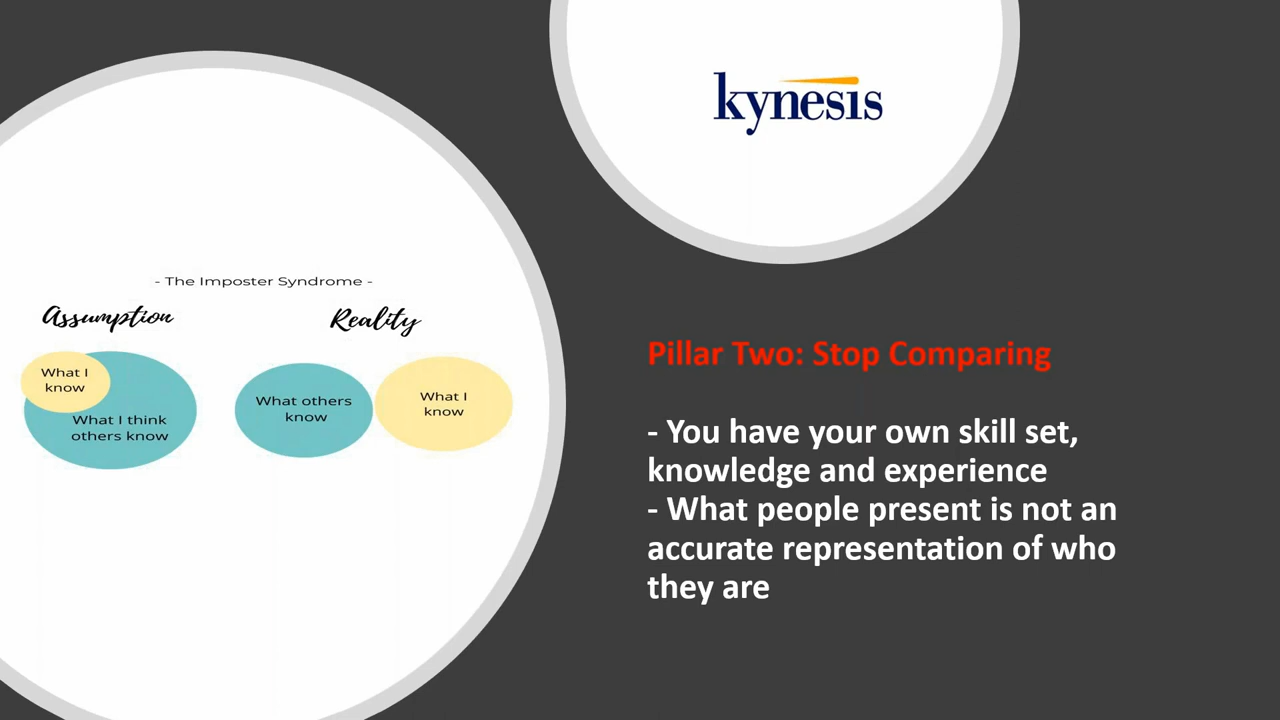 kynesis
- The Imposter Syndrome -
Assumption
Reality
What I
know
What I think
others know
What others
know
What I
know
Pillar Two: Stop Comparing
- You have your own skill set,
knowledge and experience
- What people present is not an
accurate representation of who
they are